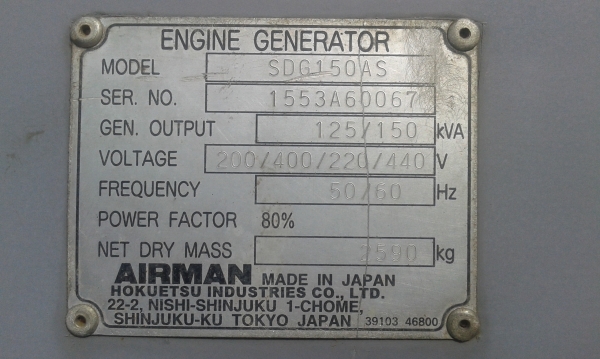 ENGINE GENERATOR
MODEL SDG150AS
SER. NO. 1553A60067
GEN. OUTPUT 125/150 kVA
VOLTAGE 200/400/220/440 V
FREQUENCY 50/60 Hz
POWER FACTOR 80%
NET DRY MASS 2590 kg
AIRMAN MADE IN JAPAN
HOKUETSU INDUSTRIES CO., LTD.
22-2, NISHI-SHINJUKU 1-CHOME,
SHINJUKU-KU TOKYO JAPAN 39103 46800